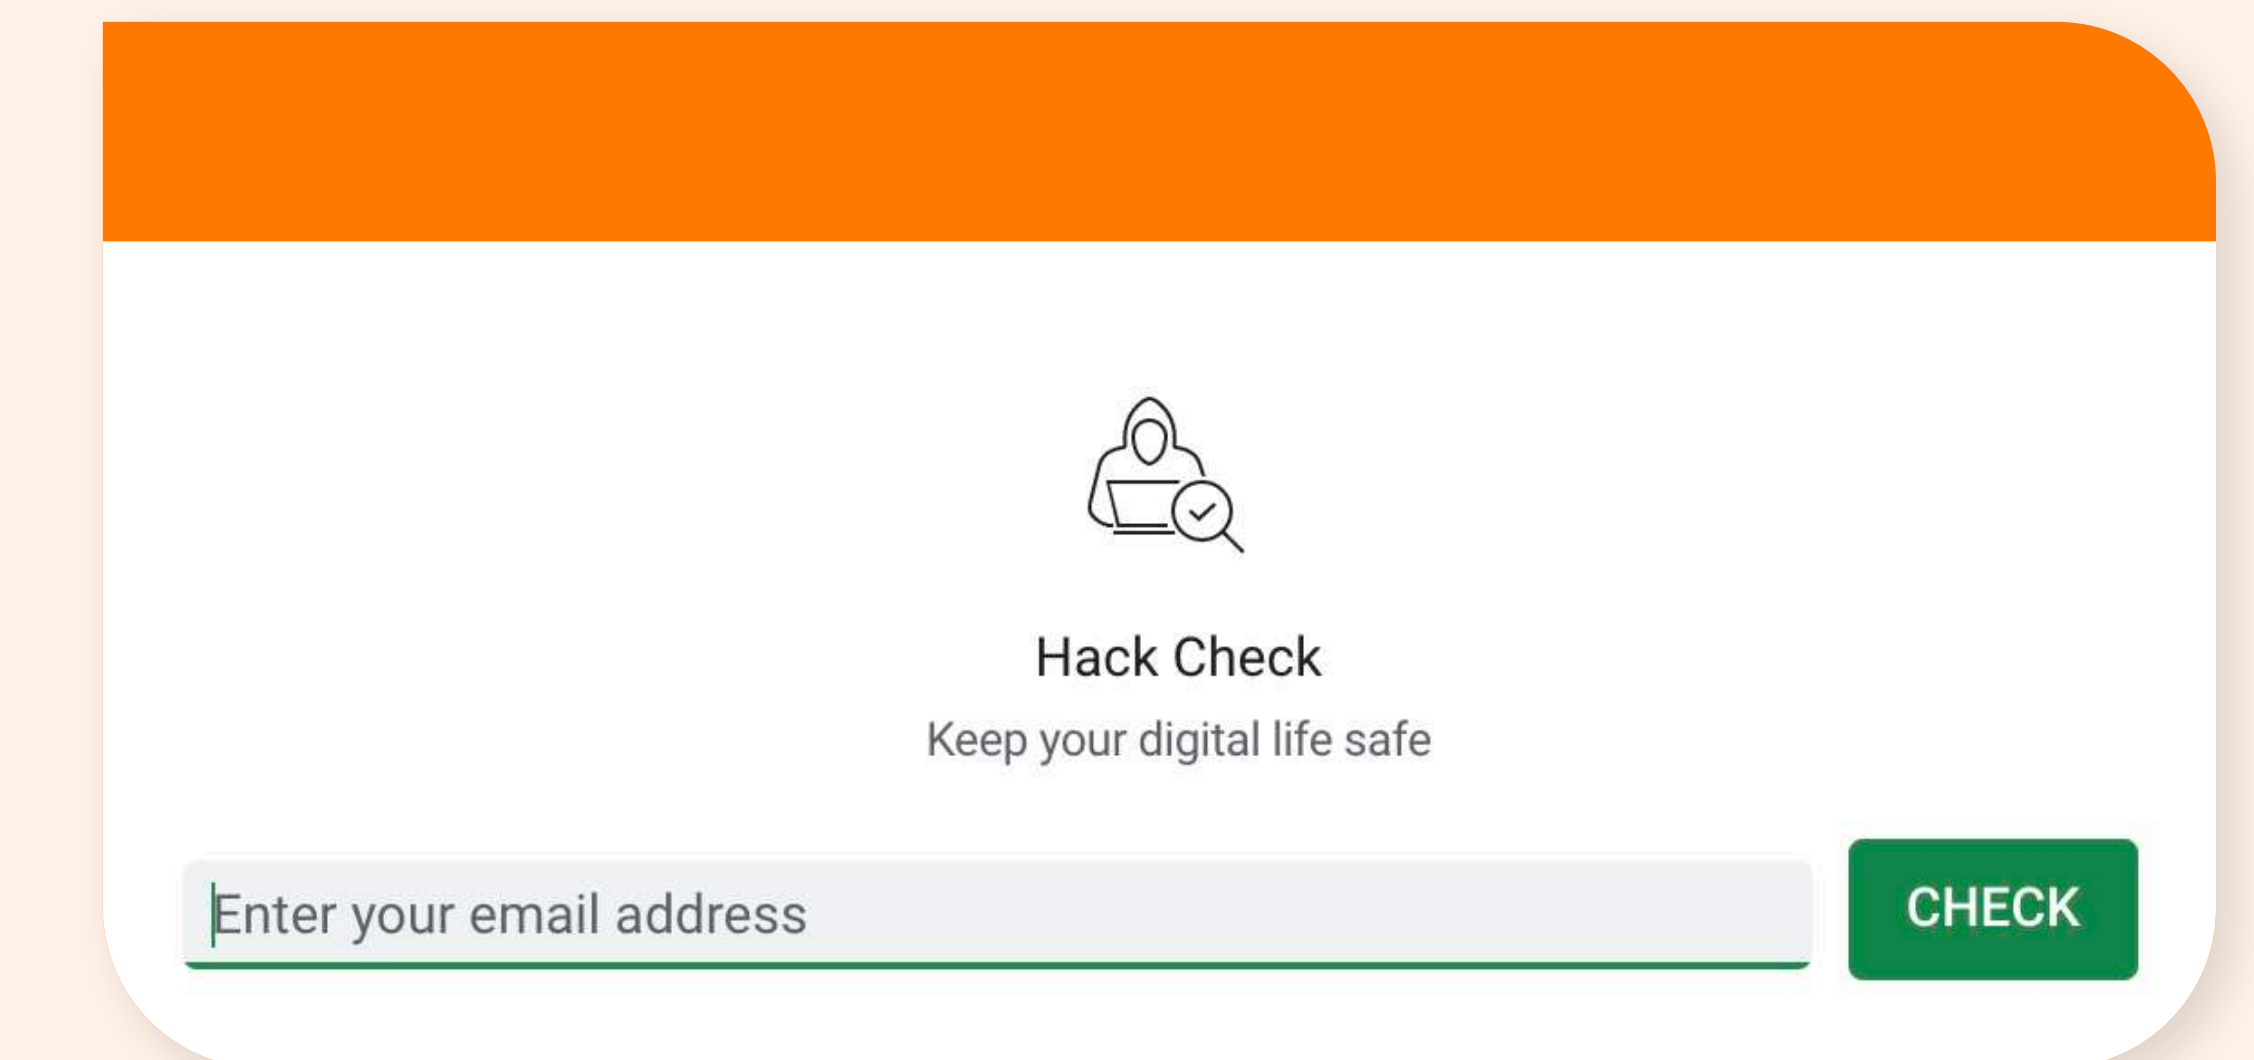 Hack Check
Keep your digital life safe
Enter your email address
CHECK